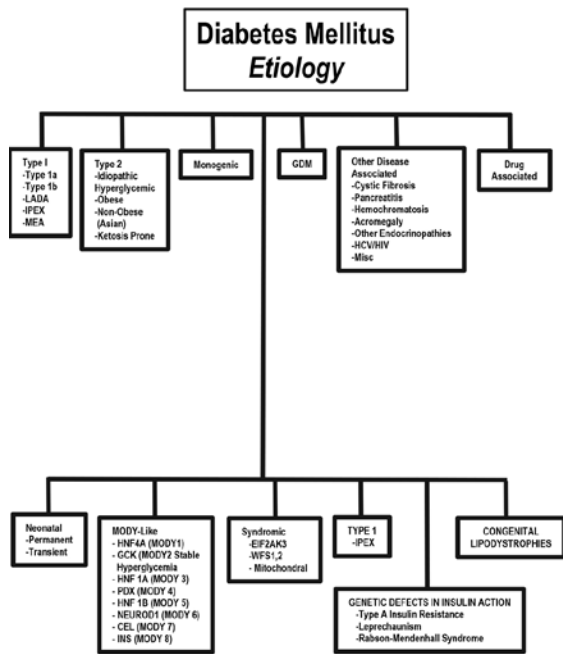 Diabetes Mellitus
Etiology
Type I
-Type 1a
-Type 1b
-LADA
-IPEX
-MEA
Type 2
-Idiopathic
Hyperglycemic
-Obese
-Non-Obese
(Asian)
-Ketosis Prone
Monogenic
GDM
Other Disease
Associated
-Cystic Fibrosis
-Pancreatitis
-Hemochromatosis
-Acromegaly
-Other Endocrinopathies
-HCV/HIV
-Misc
Drug
Associated
Neonatal
-Permanent
-Transient
MODY-Like
- HNF4A (MODY1)
- GCK (MODY2 Stable
Hyperglycemia
- HNF 1A (MODY 3)
- PDX (MODY 4)
- HNF 1B (MODY 5)
- NEUROD1 (MODY 6)
- CEL (MODY 7)
- INS (MODY 8)
Syndromic
-EIF2AK3
-WFS1,2
- Mitochondral
TYPE 1
-IPEX
GENETIC DEFECTS IN INSULIN ACTION
- Type A Insulin Resistance
- Leprechaunism
- Rabson-Mendenhall Syndrome
CONGENITAL
LIPODYSTROPHIES